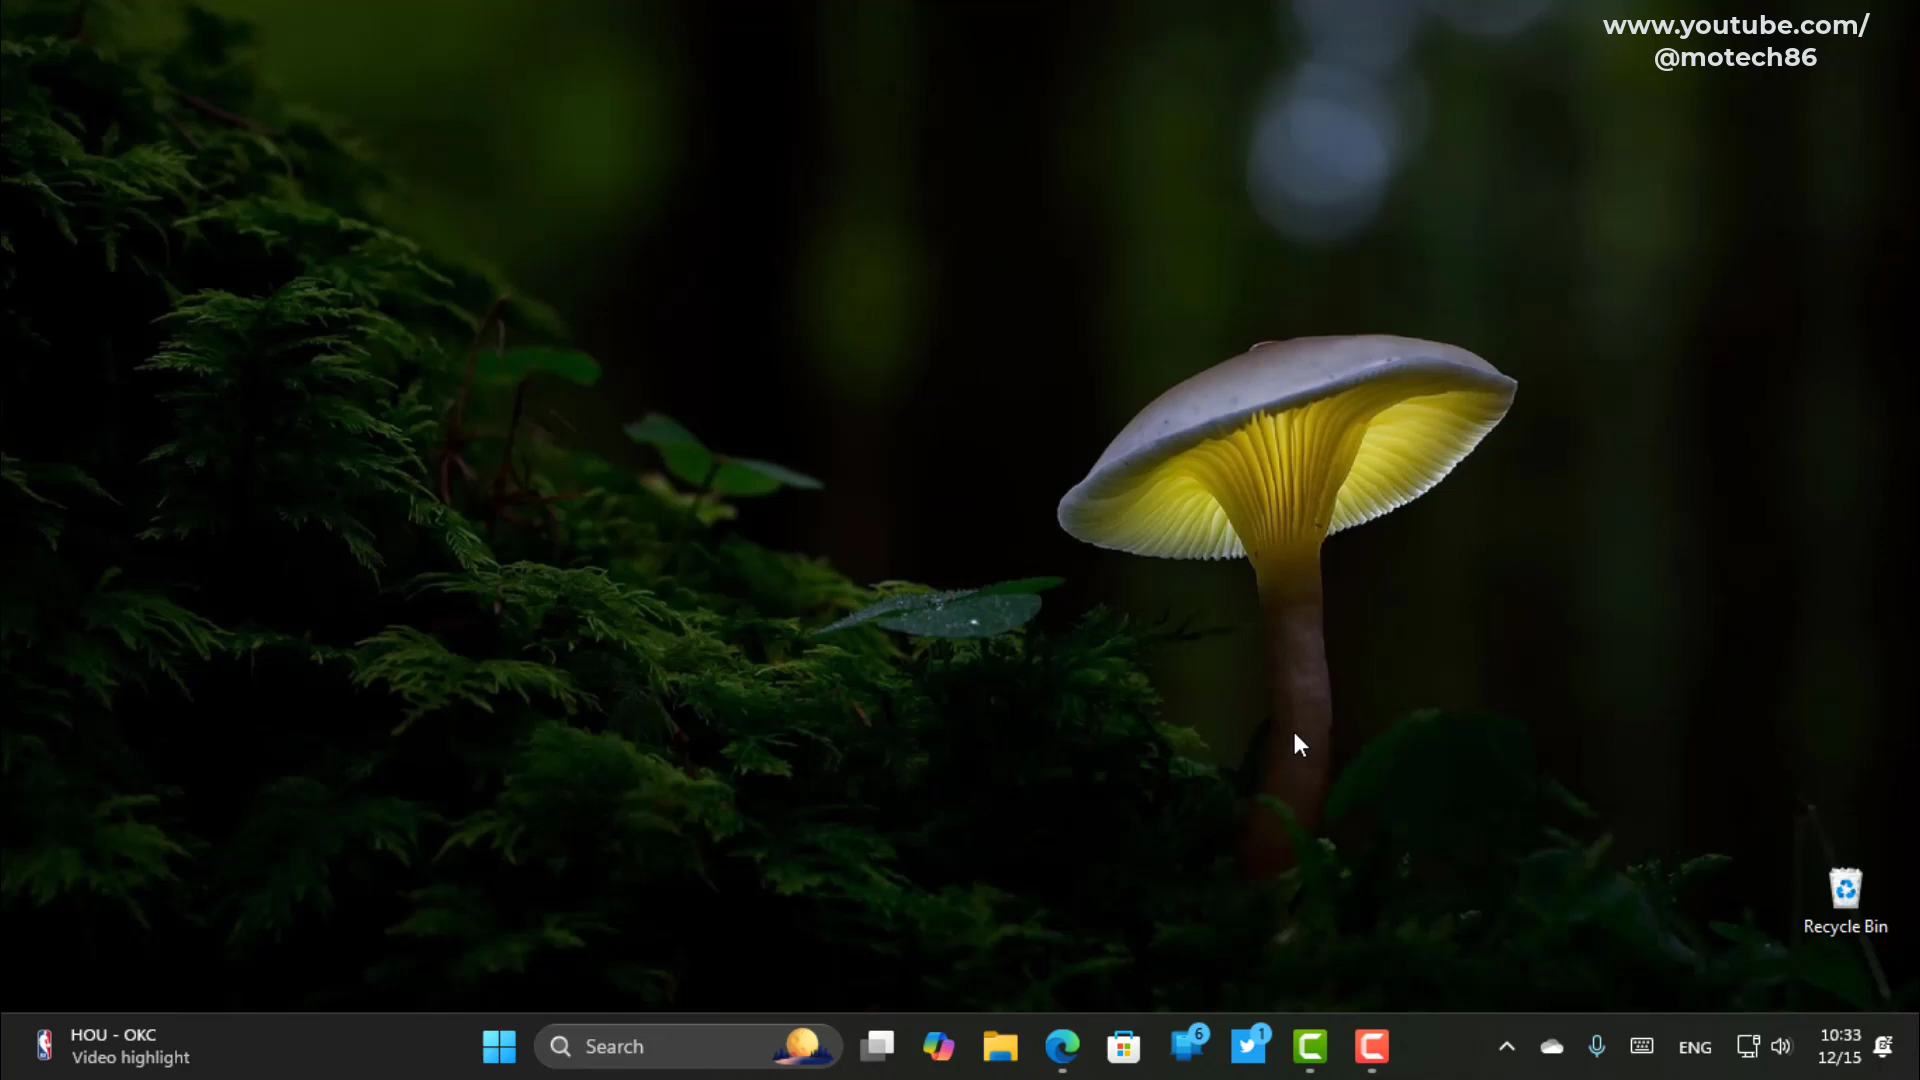 www.youtube.com/
@motech86
Recycle Bin
HOU - OKC
Video highlight
Search
6
1
ENG
10:33
12/15